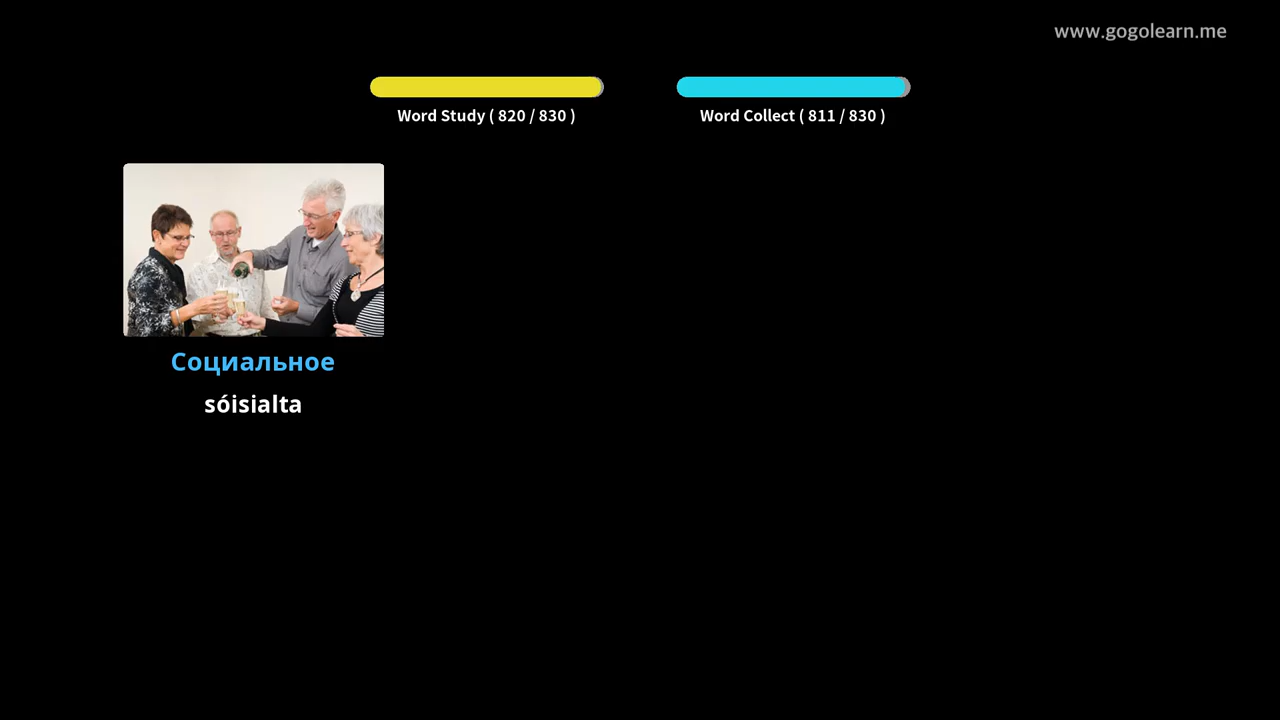 www.gogolearn.me
Word Study ( 820 / 830 )
Word Collect ( 811 / 830 )
Социальное
sóisialta